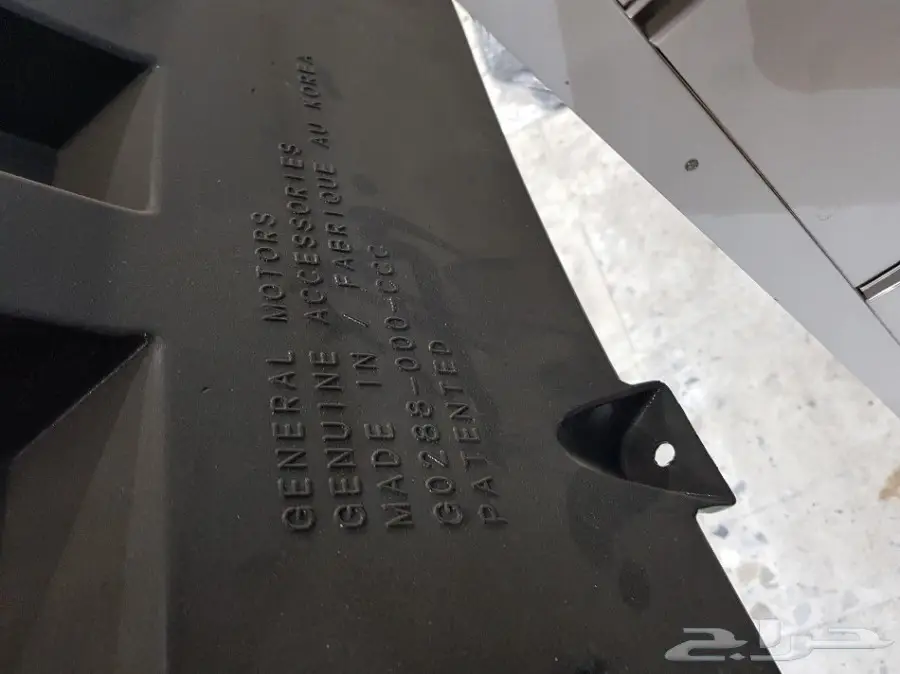 GENERAL MOTORS
GENUINE ACCESSORIES
MADE IN / FABRIQUE AU KOREA
G0288-000-CCC
PATENTED
حراج